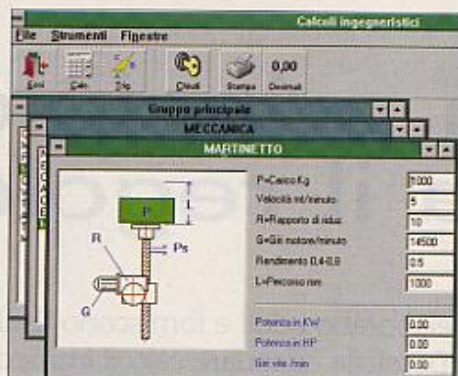 Calcoli ingegneristici
File Strumenti Finestre
Esci Calc Trig Chiudi Stampa 0,00 Decimali
Gruppo principale
MECCANICA
MARTINETTO
P=Carico Kg 1000
Velocità mt/minuto 5
R=Rapporto di riduz 10
G=Giri motore/minuto 14500
Rendimento 0,4-0,8 0.5
L=Percorso mm 1000
Potenza in KW 0.00
Potenza in HP 0.00
Giri vite /min 0.00
P
L
Ps
R
G